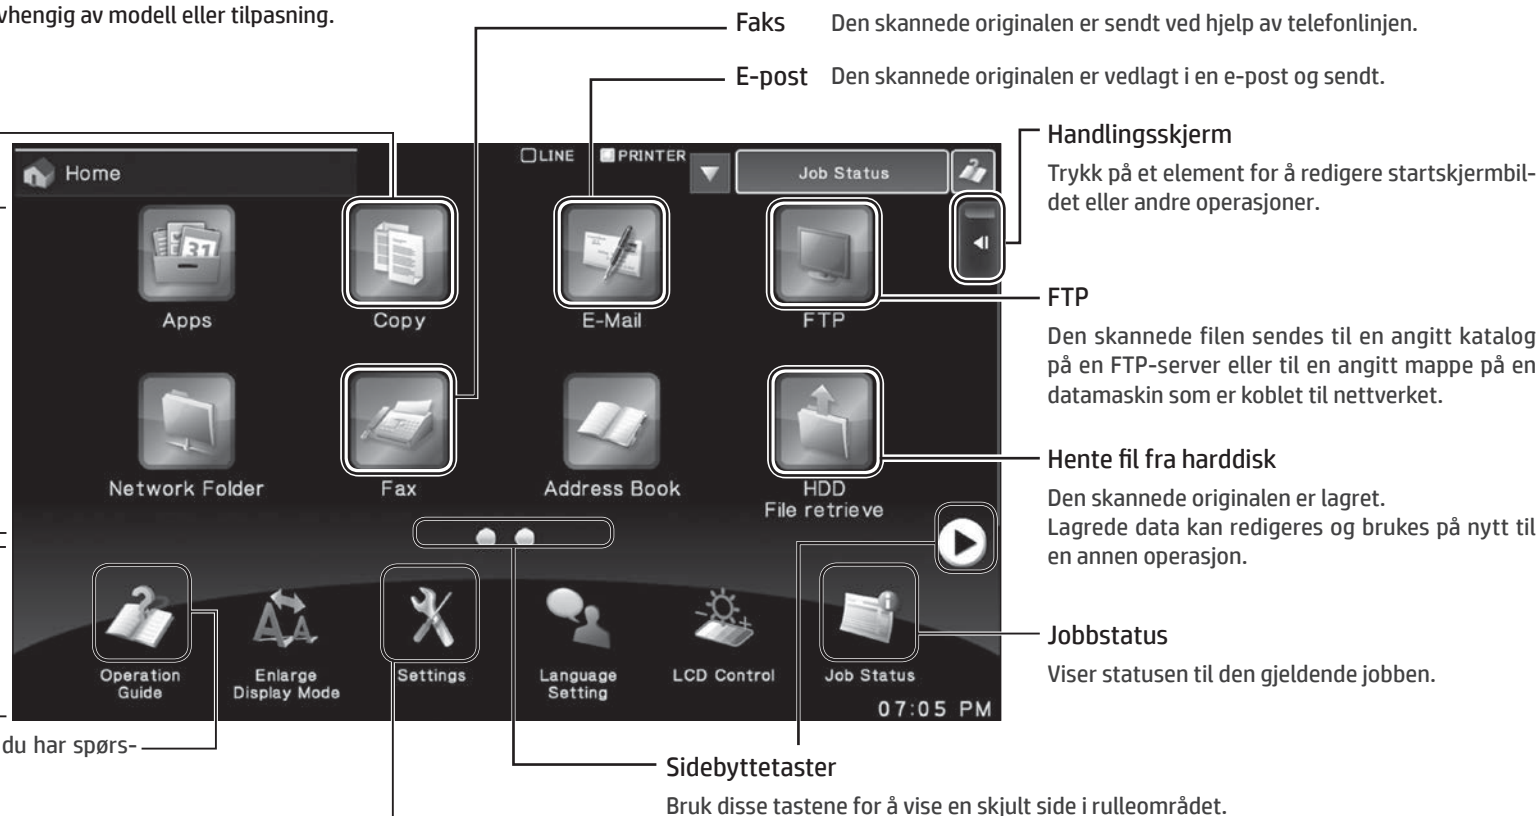 vhengig av modell eller tilpasning.
Faks Den skannede originalen er sendt ved hjelp av telefonlinjen.
E-post Den skannede originalen er vedlagt i en e-post og sendt.
Handlingsskjerm
Trykk på et element for å redigere startskjermbil-
det eller andre operasjoner.
Home
LINE PRINTER
Job Status
31
Apps
Copy
E-Mail
FTP
FTP
Den skannede filen sendes til en angitt katalog
på en FTP-server eller til en angitt mappe på en
datamaskin som er koblet til nettverket.
Network Folder
Fax
Address Book
HDD
File retrieve
Hente fil fra harddisk
Den skannede originalen er lagret.
Lagrede data kan redigeres og brukes på nytt til
en annen operasjon.
Operation
Guide
Enlarge
Display Mode
Settings
Language
Setting
LCD Control
Job Status
07:05 PM
Jobbstatus
Viser statusen til den gjeldende jobben.
du har spørs-
Sidebyttetaster
Bruk disse tastene for å vise en skjult side i rulleområdet.